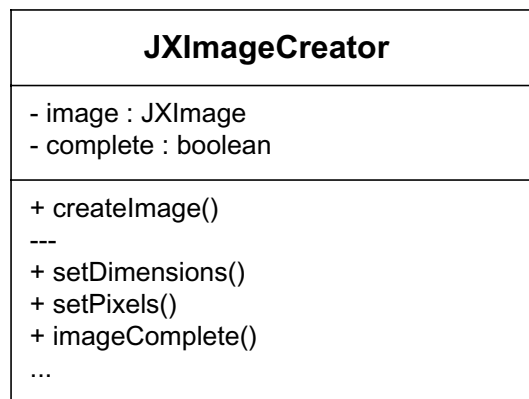 JXImageCreator
- image : JXImage
- complete : boolean
+ createImage()
---
+ setDimensions()
+ setPixels()
+ imageComplete()
...